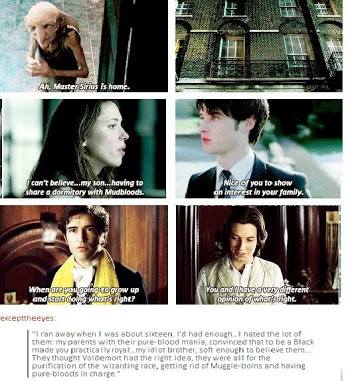 Ah, Master Sirius is home.
I can't believe...my son...having to
share a dormitory with Mudbloods.
Nice of you to show
an interest in your family.
When are you going to grow up
and start doing what's right?
You and I have a very different
opinion of what's right.
excepttheeyes:
"I ran away when I was about sixteen. I'd had enough...I hated the lot of
them: my parents with their pure-blood mania, convinced that to be a Black
made you practically royal...my idiot brother, soft enough to believe them...
They thought Voldemort had the right idea, they were all for the
purification of the wizarding race, getting rid of Muggle-borns and having
pure-bloods in charge."